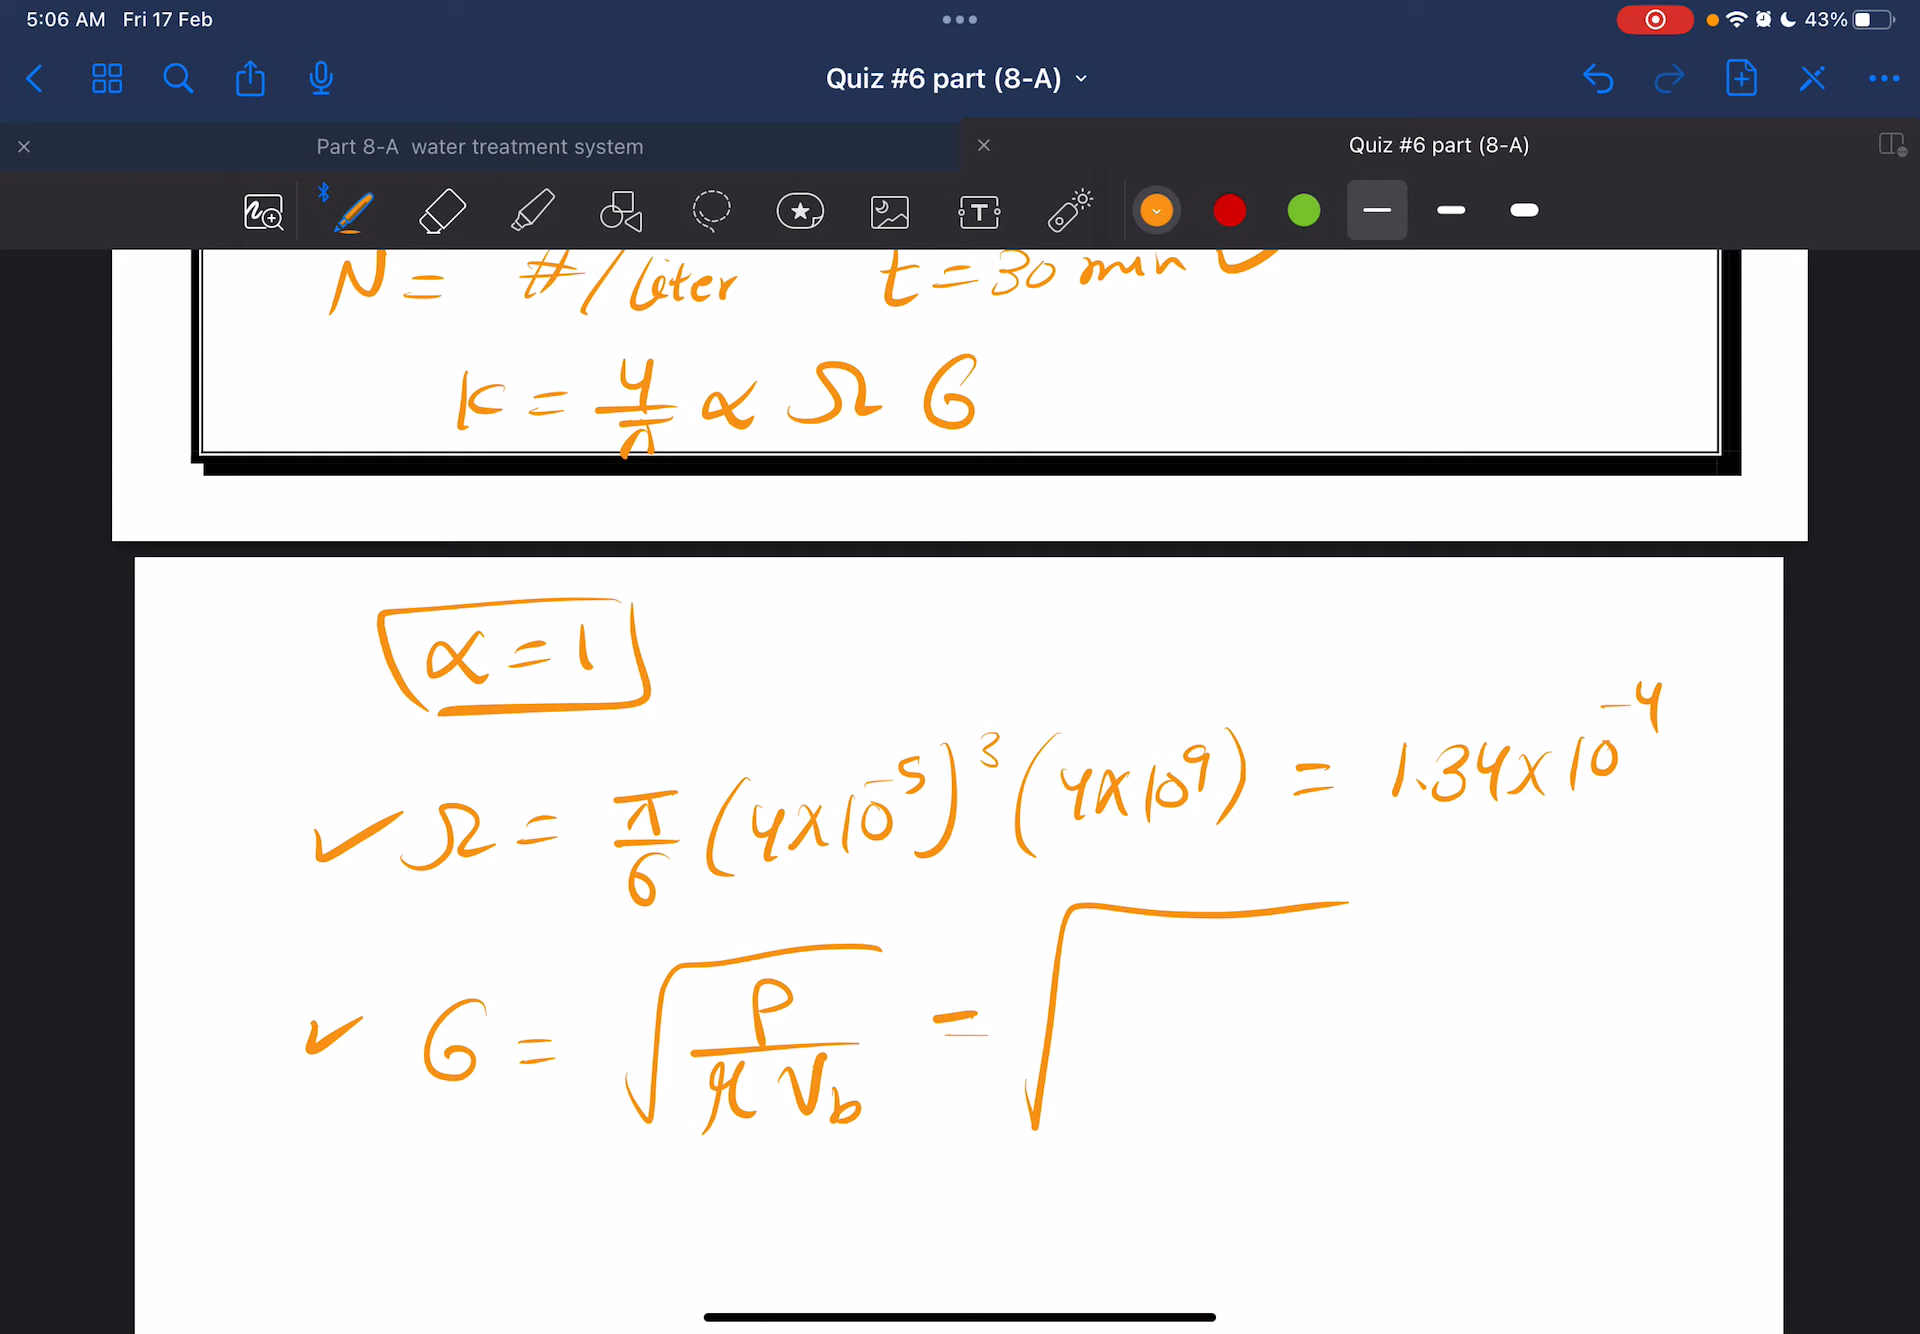 5:06 AM Fri 17 Feb
43%
Quiz #6 part (8-A)
Part 8-A water treatment system
Quiz #6 part (8-A)
T
N = #/liter t = 30 min
K = 4/π α Ω G
α = 1
Ω = π/6 (4x10^-5)^3 (4x10^9) = 1.34x10^-4
G = √(P/μ V_b) = √